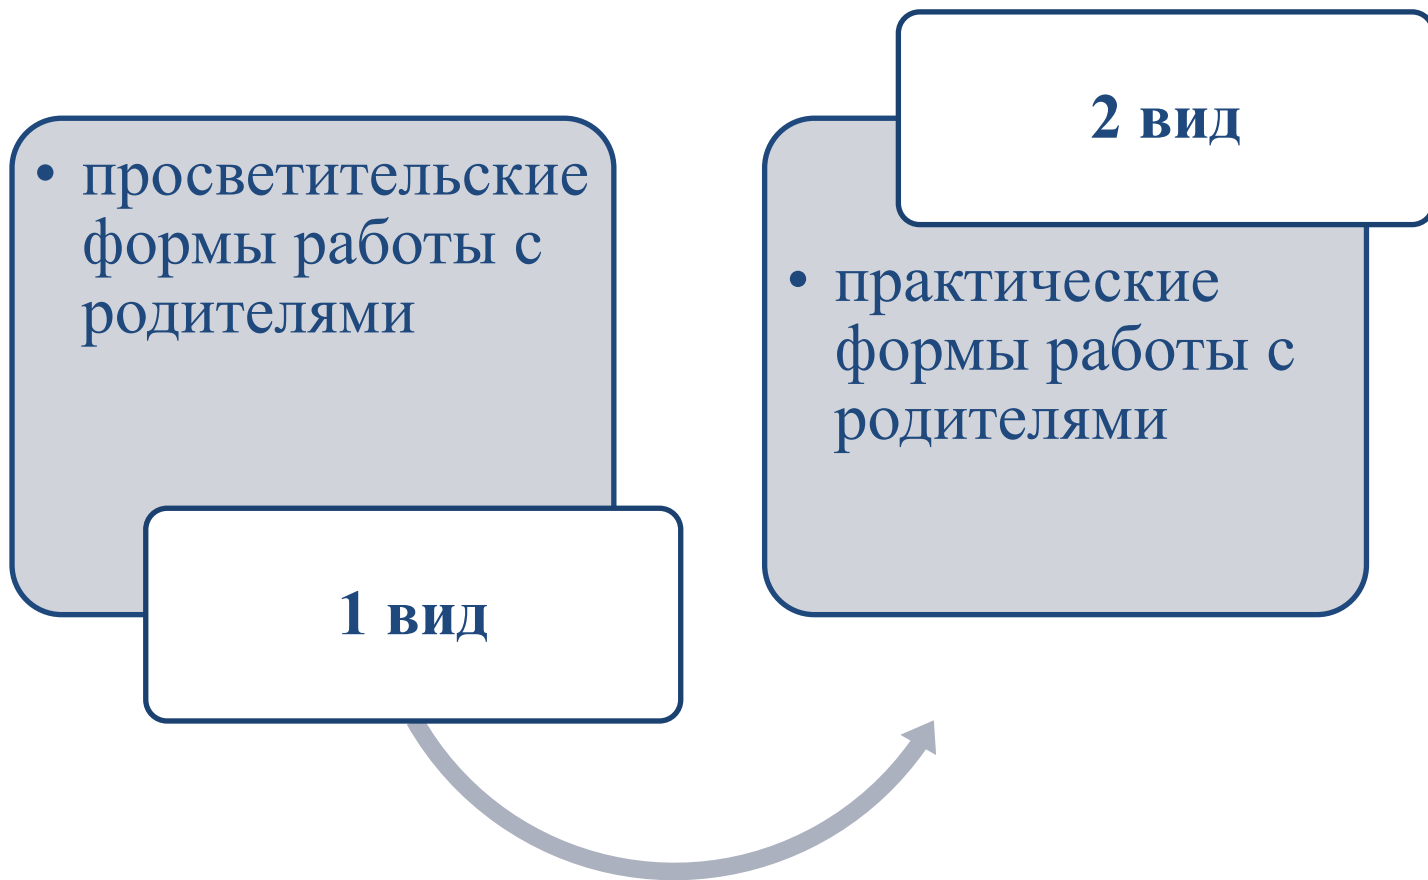 просветительские
формы работы с
родителями
1 вид
2 вид
практические
формы работы с
родителями